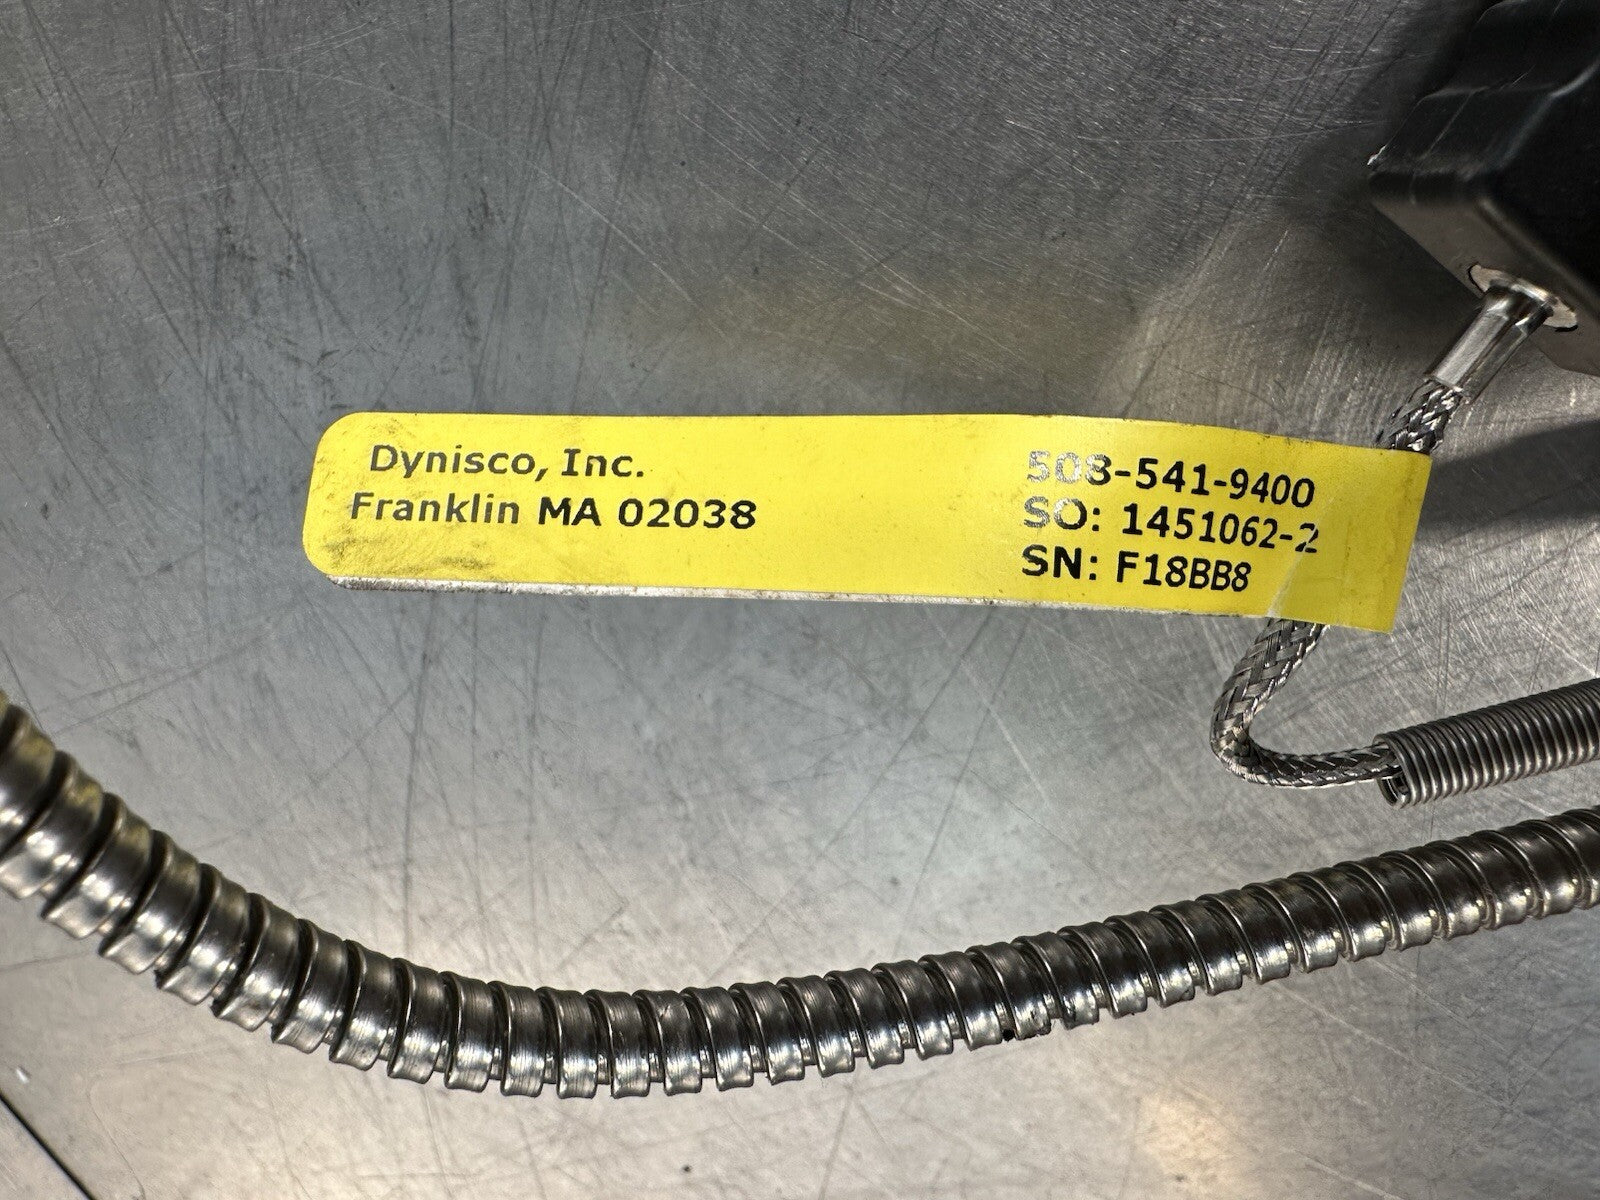 Dynisco, Inc.
Franklin MA 02038
508-541-9400
SO: 1451062-2
SN: F18BB8